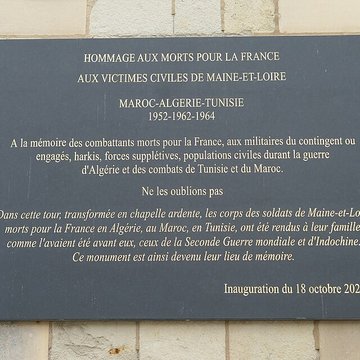 HOMMAGE AUX MORTS POUR LA FRANCE
AUX VICTIMES CIVILES DE MAINE-ET-LOIRE
MAROC-ALGERIE-TUNISIE
1952-1962-1964
A la mémoire des combattants morts pour la France, aux militaires du contingent ou
engagés, harkis, forces supplétives, populations civiles durant la guerre
d'Algérie et des combats de Tunisie et du Maroc.
Ne les oublions pas
Dans cette tour, transformée en chapelle ardente, les corps des soldats de Maine-et-Lo
morts pour la France en Algérie, au Maroc, en Tunisie, ont été rendus à leur famille
comme l'avaient été avant eux, ceux de la Seconde Guerre mondiale et d'Indochine.
Ce monument est ainsi devenu leur lieu de mémoire.
Inauguration du 18 octobre 202